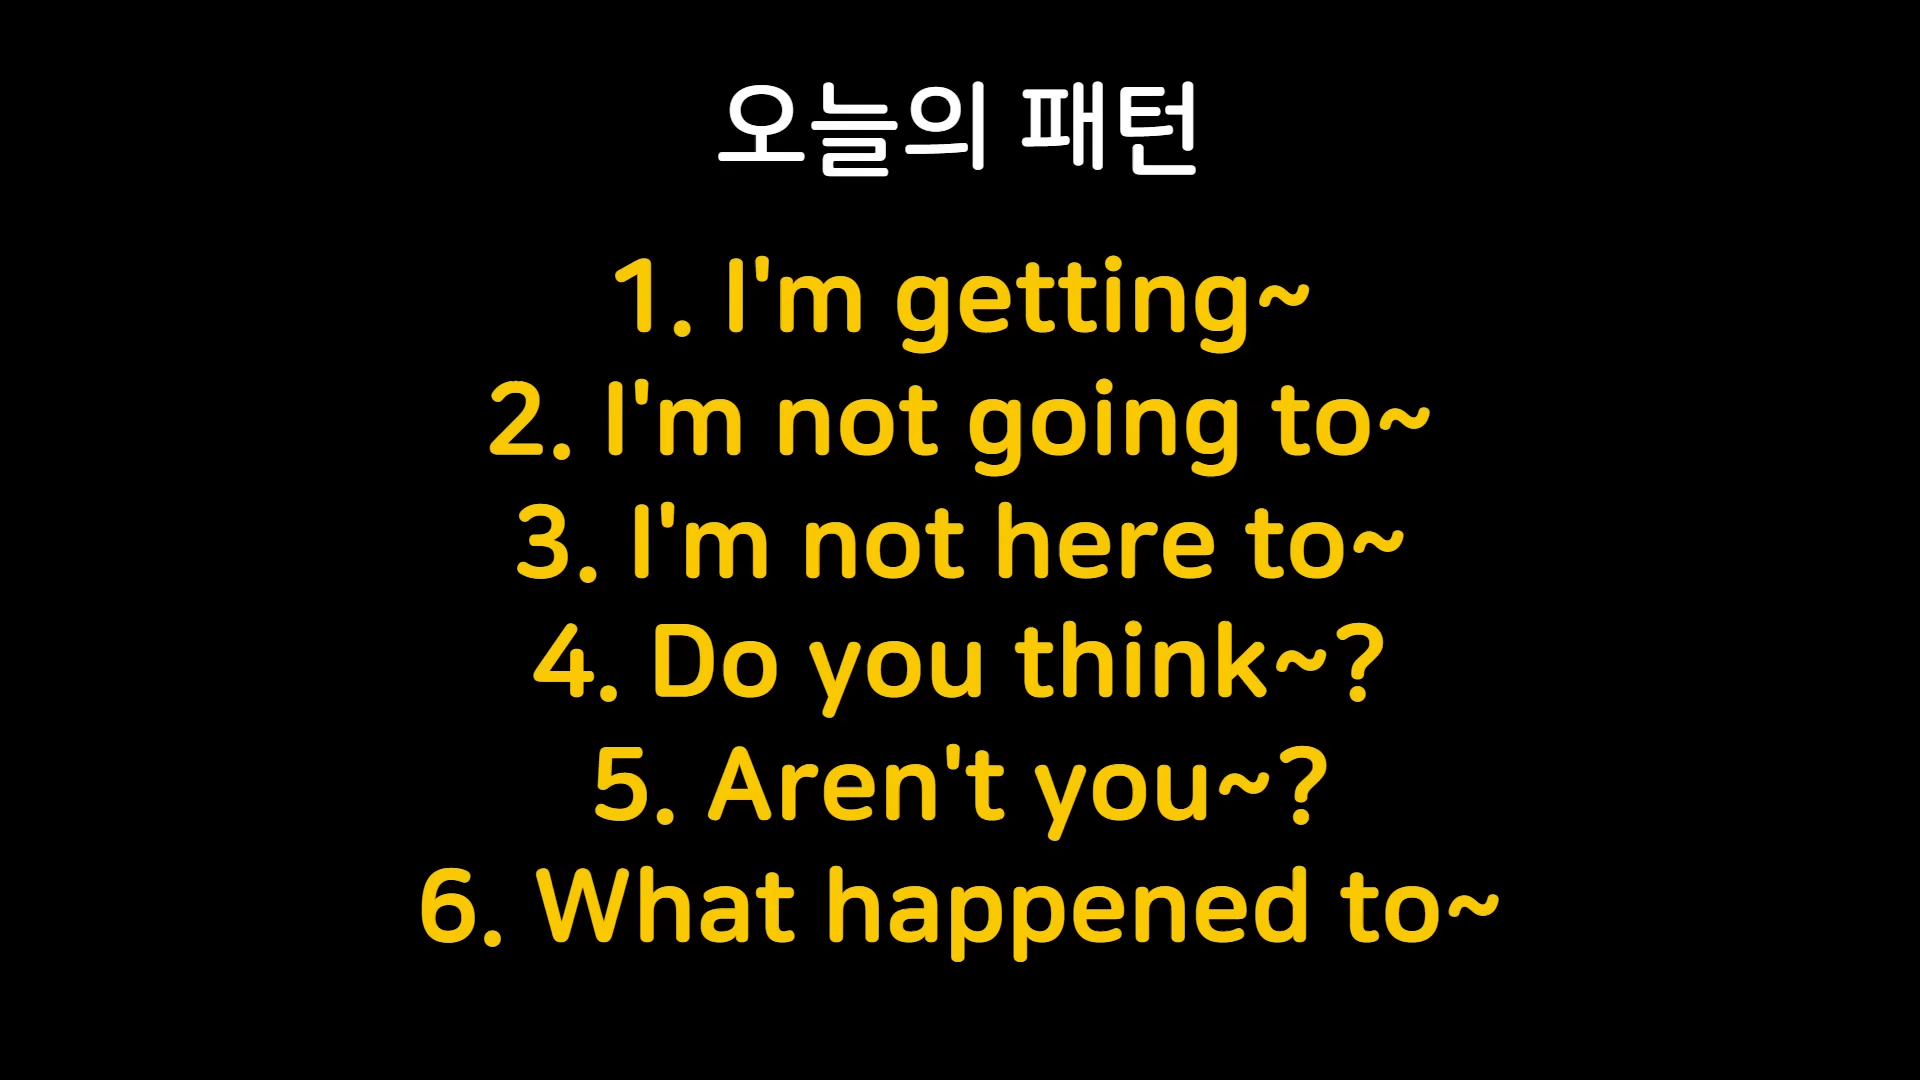 오늘의 패턴
1. I'm getting~
2. I'm not going to~
3. I'm not here to~
4. Do you think~?
5. Aren't you~?
6. What happened to~